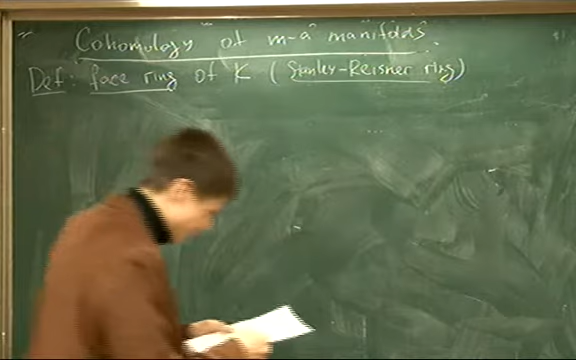 Cohomology of m-a manifolds.
Def: face ring of K (Stanley-Reisner ring)